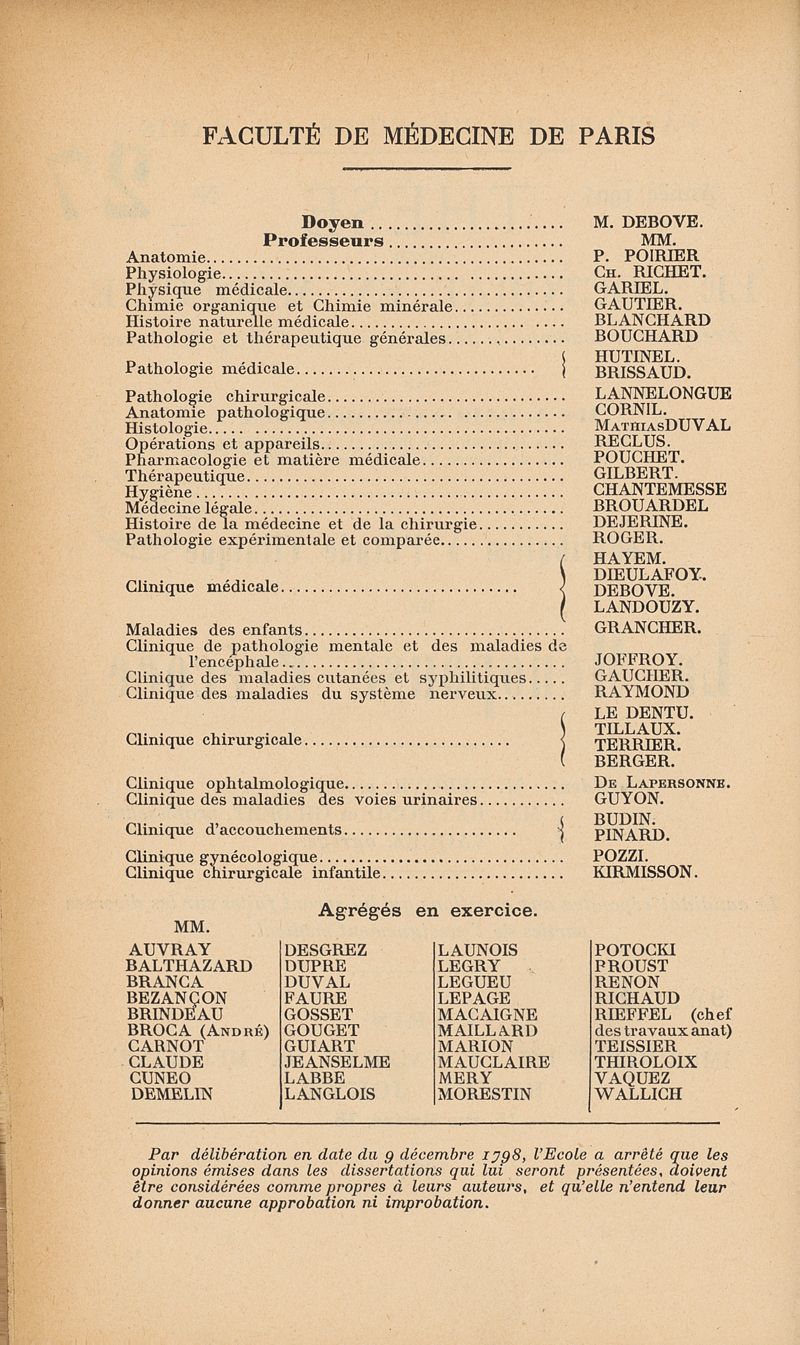 FACULTÉ DE MÉDECINE DE PARIS
Doyen ....................... M. DEBOVE.
Professeurs ..................... MM.
Anatomie........................................... P. POIRIER
Physiologie......................................... CH. RICHET.
Physique médicale................................. GARIEL.
Chimie organique et Chimie minérale.............. GAUTIER.
Histoire naturelle médicale.......................... BLANCHARD
Pathologie et thérapeutique générales.............. BOUCHARD
HUTINEL.
Pathologie médicale............................. BRISSAUD.
Pathologie chirurgicale............................. LANNELONGUE
Anatomie pathologique............................. CORNIL.
Histologie........................................... MATHIASDUVAL
Opérations et appareils............................. RECLUS.
Pharmacologie et matière médicale................. POUCHET.
Thérapeutique...................................... GILBERT.
Hygiène............................................ CHANTEMESSE
Médecine légale..................................... BROUARDEL
Histoire de la médecine et de la chirurgie........... DEJERINE.
Pathologie expérimentale et comparée................ ROGER.
HAYEM.
DIEULAFOY.
Clinique médicale............................. DEBOVE.
LANDOUZY.
Maladies des enfants............................... GRANCHER.
Clinique de pathologie mentale et des maladies de
l'encéphale.................................. JOFFROY.
Clinique des maladies cutanées et syphilitiques..... GAUCHER.
Clinique des maladies du système nerveux......... RAYMOND
LE DENTU.
TILLAUX.
Clinique chirurgicale.......................... TERRIER.
BERGER.
Clinique ophtalmologique............................ DE LAPERSONNE.
Clinique des maladies des voies urinaires........... GUYON.
BUDIN.
Clinique d'accouchements...................... PINARD.
Clinique gynécologique............................... POZZI.
Clinique chirurgicale infantile....................... KIRMISSON.
Agrégés en exercice.
MM.
AUVRAY DESGREZ LAUNOIS POTOCKI
BALTHAZARD DUPRE LEGRY PROUST
BRANCA DUVAL LEGUEU RENON
BEZANÇON FAURE LEPAGE RICHAUD
BRINDEAU GOSSET MACAIGNE RIEFFEL (chef
BROCA (ANDRÉ) GOUGET MAILLARD des travaux anat)
CARNOT GUIART MARION TEISSIER
CLAUDE JEANSELME MAUCLAIRE THIROLOIX
CUNEO LABBE MERY VAQUEZ
DEMELIN LANGLOIS MORESTIN WALLICH
Par délibération en date du 9 décembre 1798, l'Ecole a arrêté que les
opinions émises dans les dissertations qui lui seront présentées, doivent
être considérées comme propres à leurs auteurs, et qu'elle n'entend leur
donner aucune approbation ni improbation.